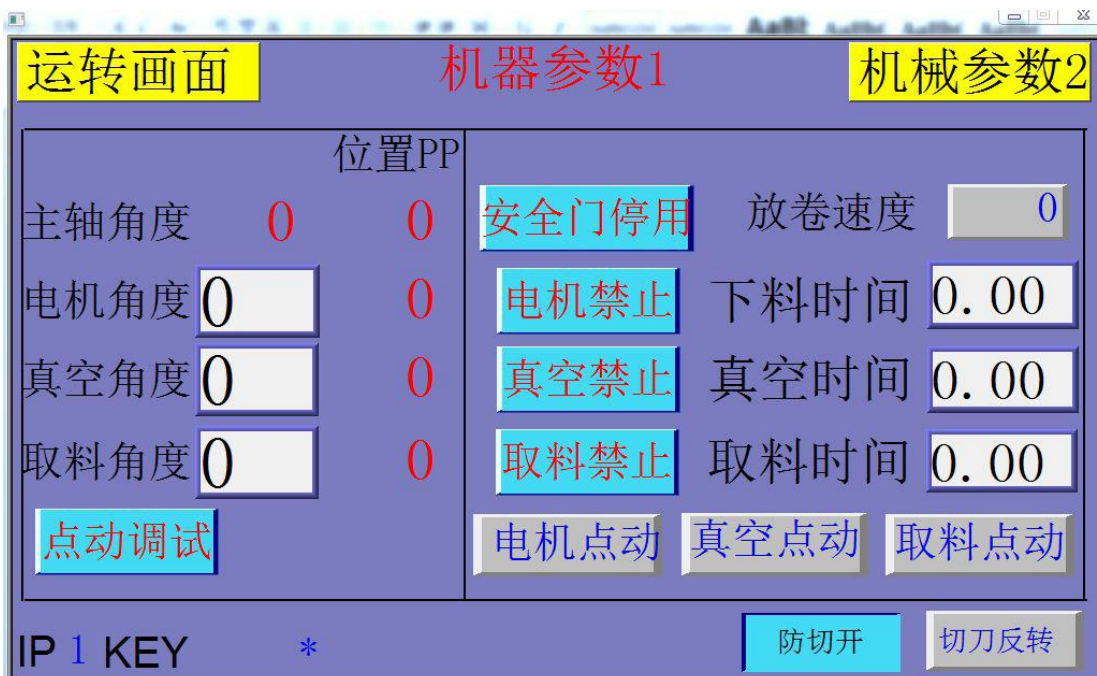 运转画面 机器参数1 机械参数2
位置PP
主轴角度 0 0 安全门停用 放卷速度 0
电机角度 0 0 电机禁止 下料时间 0.00
真空角度 0 0 真空禁止 真空时间 0.00
取料角度 0 0 取料禁止 取料时间 0.00
点动调试 电机点动 真空点动 取料点动
IP 1 KEY * 防切开 切刀反转